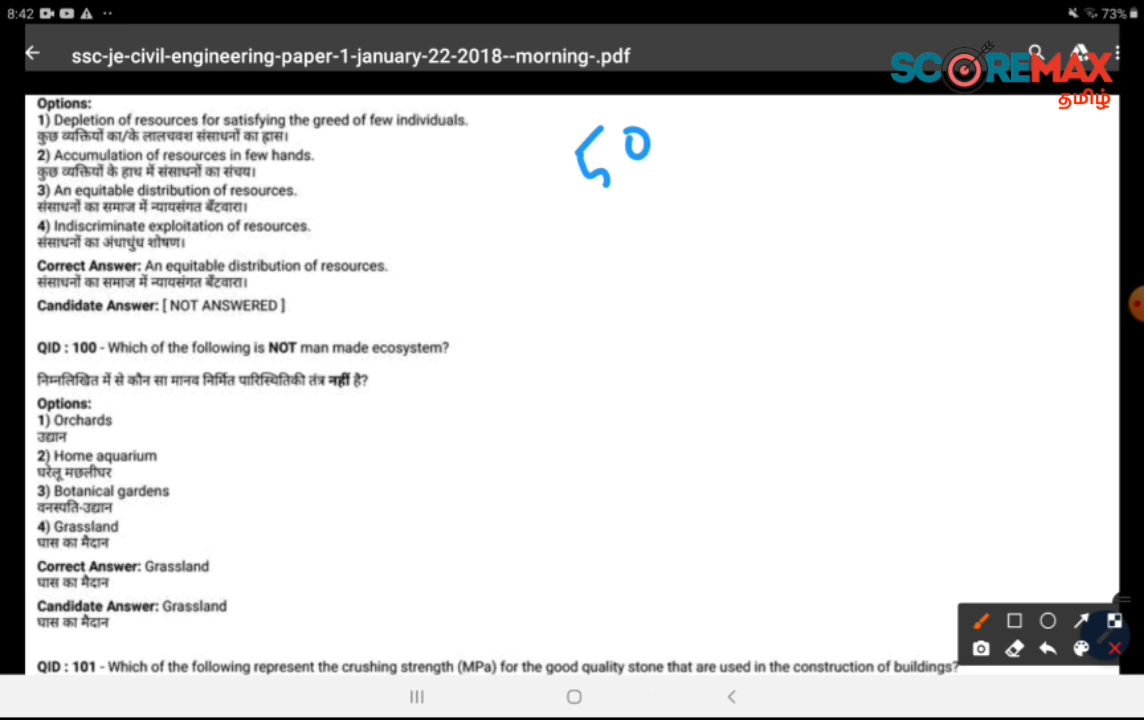 8:42
73%
ssc-je-civil-engineering-paper-1-january-22-2018--morning-.pdf
SCOREMAX
தமிழ்
Options:
1) Depletion of resources for satisfying the greed of few individuals.
कुछ व्यक्तियों का/के लालचवश संसाधनों का ह्रास।
2) Accumulation of resources in few hands.
कुछ व्यक्तियों के हाथ में संसाधनों का संचय।
3) An equitable distribution of resources.
संसाधनों का समाज में न्यायसंगत बँटवारा।
4) Indiscriminate exploitation of resources.
संसाधनों का अंधाधुंध शोषण।
Correct Answer: An equitable distribution of resources.
संसाधनों का समाज में न्यायसंगत बँटवारा।
Candidate Answer: [ NOT ANSWERED ]
50
QID : 100 - Which of the following is NOT man made ecosystem?
निम्नलिखित में से कौन सा मानव निर्मित पारिस्थितिकी तंत्र नहीं है?
Options:
1) Orchards
उद्यान
2) Home aquarium
घरेलू मछलीघर
3) Botanical gardens
वनस्पति-उद्यान
4) Grassland
घास का मैदान
Correct Answer: Grassland
घास का मैदान
Candidate Answer: Grassland
घास का मैदान
QID : 101 - Which of the following represent the crushing strength (MPa) for the good quality stone that are used in the construction of buildings?